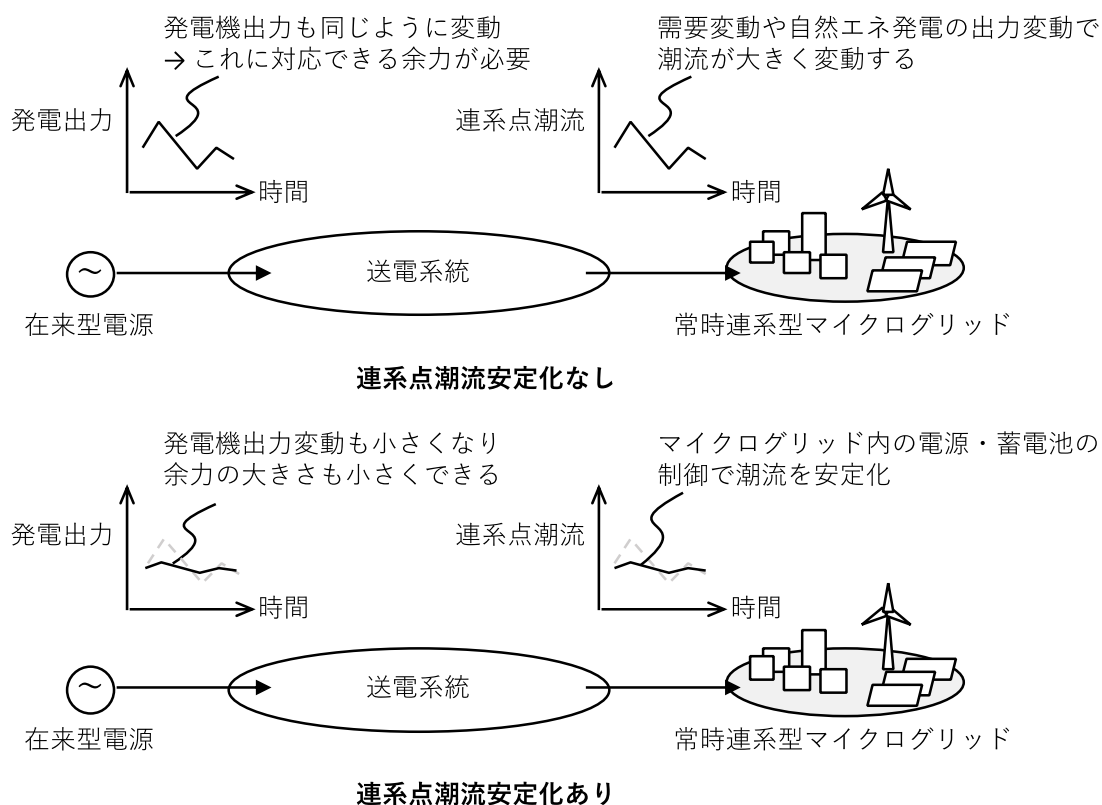 発電機出力も同じように変動
→ これに対応できる余力が必要
需要変動や自然エネ発電の出力変動で
潮流が大きく変動する
発電出力
時間
連系点潮流
時間
〜
送電系統
在来型電源
常時連系型マイクログリッド
連系点潮流安定化なし
発電機出力変動も小さくなり
余力の大きさも小さくできる
マイクログリッド内の電源・蓄電池の
制御で潮流を安定化
発電出力
時間
連系点潮流
時間
〜
送電系統
在来型電源
常時連系型マイクログリッド
連系点潮流安定化あり